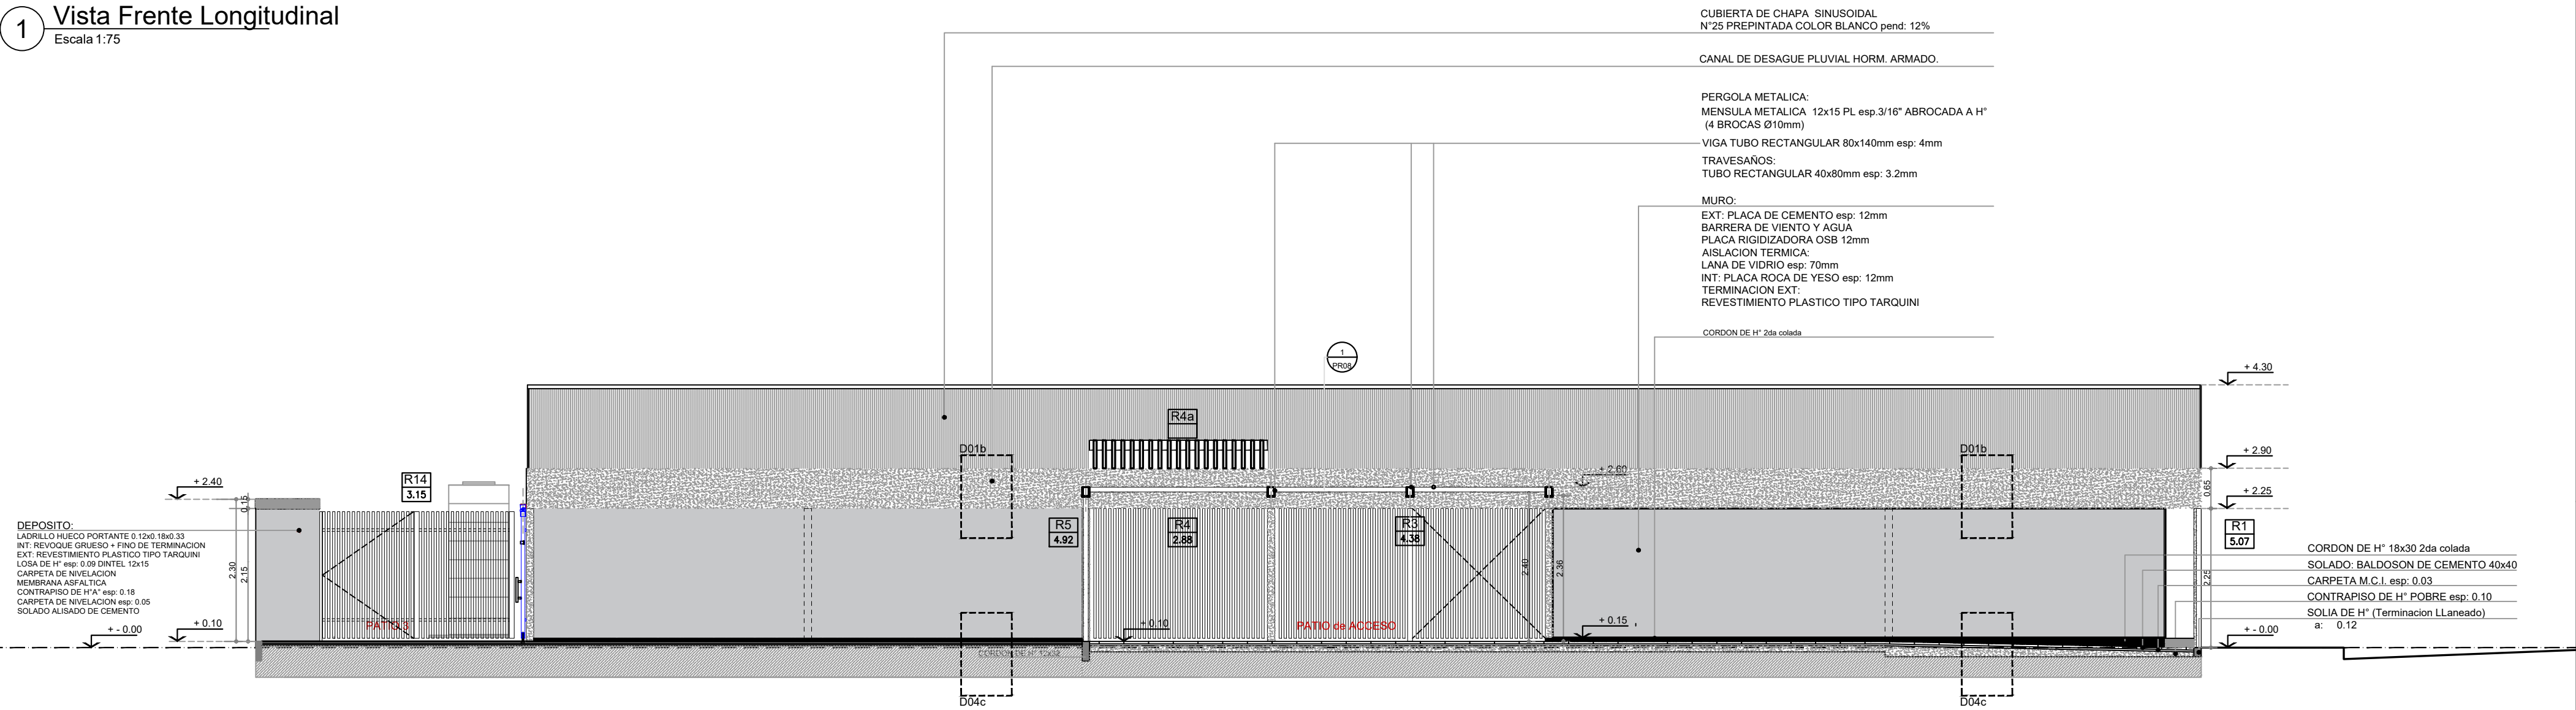 1
Vista Frente Longitudinal
Escala 1:75
CUBIERTA DE CHAPA SINUSOIDAL
N°25 PREPINTADA COLOR BLANCO pend: 12%
CANAL DE DESAGUE PLUVIAL HORM. ARMADO.
PERGOLA METALICA:
MENSULA METALICA 12x15 PL esp.3/16" ABROCADA A H°
(4 BROCAS Ø10mm)
VIGA TUBO RECTANGULAR 80x140mm esp: 4mm
TRAVESAÑOS:
TUBO RECTANGULAR 40x80mm esp: 3.2mm
MURO:
EXT: PLACA DE CEMENTO esp: 12mm
BARRERA DE VIENTO Y AGUA
PLACA RIGIDIZADORA OSB 12mm
AISLACION TERMICA:
LANA DE VIDRIO esp: 70mm
INT: PLACA ROCA DE YESO esp: 12mm
TERMINACION EXT:
REVESTIMIENTO PLASTICO TIPO TARQUINI
CORDON DE H° 2da colada
1
PR08
+ 4.30
R4a
D01b
D01b
+ 2.90
+ 2.60
R14
3.15
+ 2.40
0.15
0.65
+ 2.25
DEPOSITO:
LADRILLO HUECO PORTANTE 0.12x0.18x0.33
INT: REVOQUE GRUESO + FINO DE TERMINACION
EXT: REVESTIMIENTO PLASTICO TIPO TARQUINI
LOSA DE H° esp: 0.09 DINTEL 12x15
CARPETA DE NIVELACION
MEMBRANA ASFALTICA
CONTRAPISO DE H°A° esp: 0.18
CARPETA DE NIVELACION esp: 0.05
SOLADO ALISADO DE CEMENTO
2.30
2.15
R5
4.92
R4
2.88
R3
4.38
2.40
2.36
R1
5.07
2.25
CORDON DE H° 18x30 2da colada
SOLADO: BALDOSON DE CEMENTO 40x40
CARPETA M.C.I. esp: 0.03
CONTRAPISO DE H° POBRE esp: 0.10
SOLIA DE H° (Terminacion LLaneado)
a: 0.12
+ - 0.00
+ 0.10
PATIO 3
+ 0.10
PATIO de ACCESO
+ 0.15
+ - 0.00
CORDON DE H° 12x32
D04c
D04c